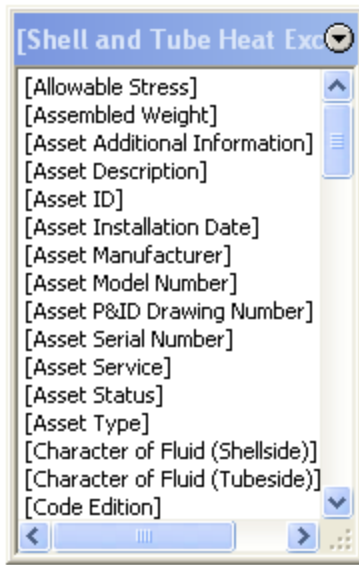 [Shell and Tube Heat Exc
[Allowable Stress]
[Assembled Weight]
[Asset Additional Information]
[Asset Description]
[Asset ID]
[Asset Installation Date]
[Asset Manufacturer]
[Asset Model Number]
[Asset P&ID Drawing Number]
[Asset Serial Number]
[Asset Service]
[Asset Status]
[Asset Type]
[Character of Fluid (Shellside)]
[Character of Fluid (Tubeside)]
[Code Edition]